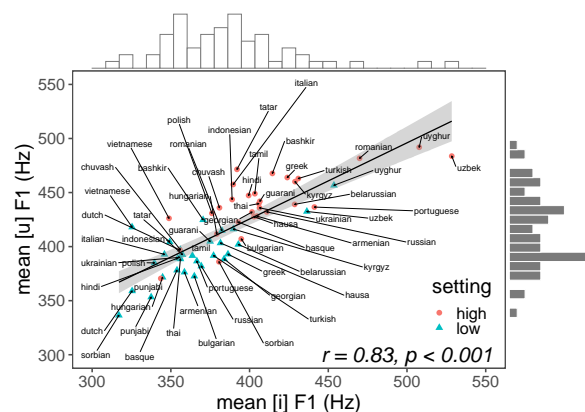 italian
tatar
polish
indonesian
romanian
tamil
bashkir
vietnamese
romanian
uyghur
chuvash
chuvash
hindi
greek
turkish
uzbek
bashkir
uyghur
vietnamese
hungarian
thai
guarani
kyrgyz
belarusian
dutch
tatar
georgian
hausa
ukranian
uzbek
portuguese
italian
indonesian
guarani
tamil
bulgarian
basque
armenian
russian
ukranian
polish
greek
belarussian
kyrgyz
hindi
punjabi
portuguese
georgian
hausa
hungarian
armenian
russian
turkish
dutch
punjabi
thai
bulgarian
sorbian
sorbian
basque
setting
high
low
r = 0.83, p < 0.001
550
500
450
400
350
300
mean [u] F1 (Hz)
300
350
400
450
500
550
mean [i] F1 (Hz)